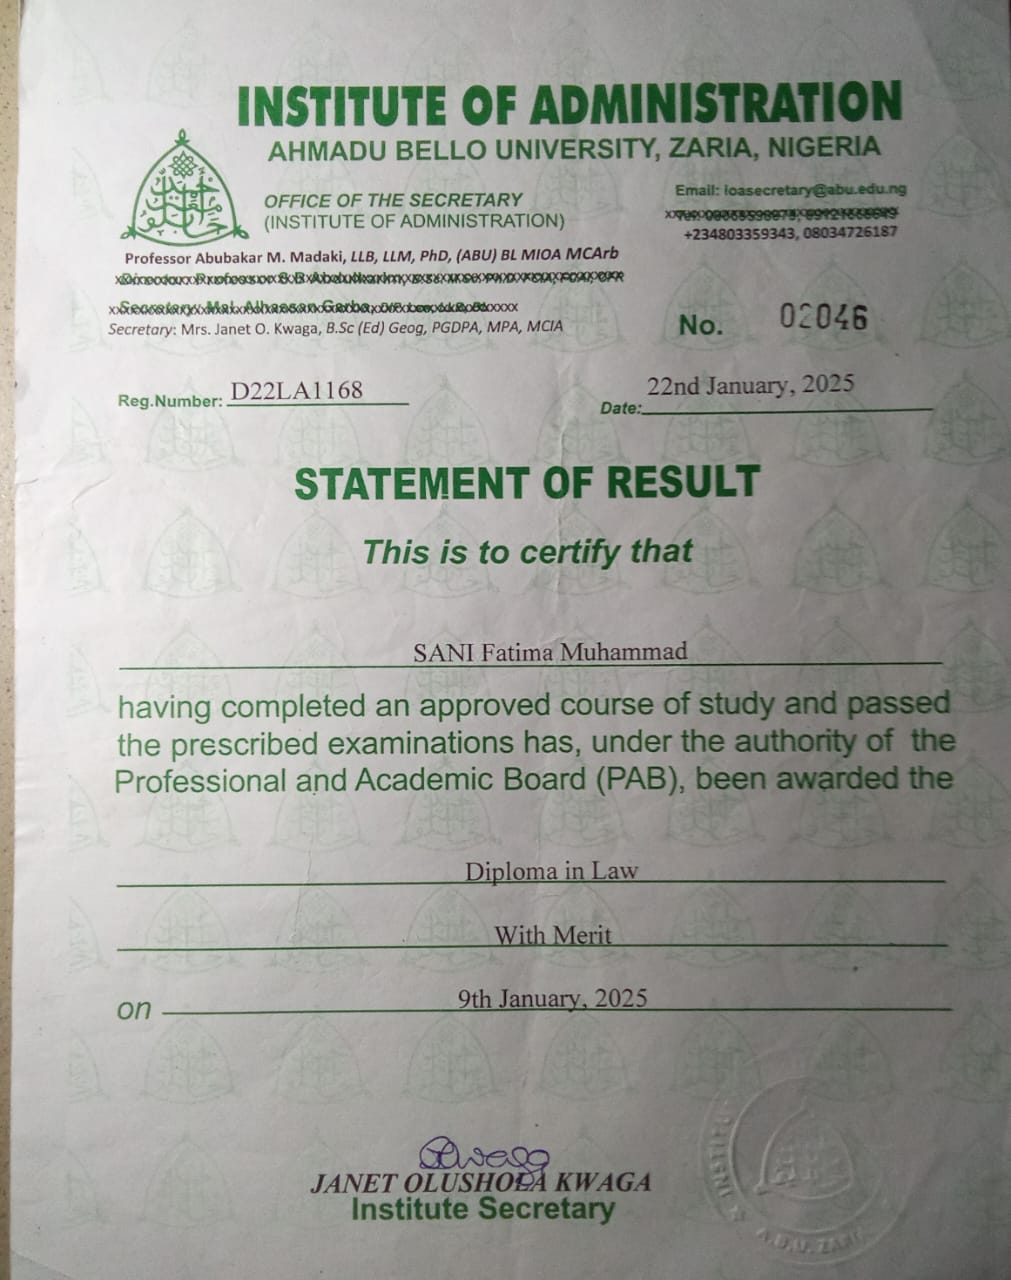 INSTITUTE OF ADMINISTRATION
AHMADU BELLO UNIVERSITY, ZARIA, NIGERIA
OFFICE OF THE SECRETARY
(INSTITUTE OF ADMINISTRATION)
Email: ioasecretary@abu.edu.ng
+234803359343, 08034726187
Professor Abubakar M. Madaki, LLB, LLM, PhD, (ABU) BL MIOA MCArb
Secretary: Mrs. Janet O. Kwaga, B.Sc (Ed) Geog, PGDPA, MPA, MCIA
No. 02046
Reg.Number: D22LA1168
Date: 22nd January, 2025
STATEMENT OF RESULT
This is to certify that
SANI Fatima Muhammad
having completed an approved course of study and passed
the prescribed examinations has, under the authority of the
Professional and Academic Board (PAB), been awarded the
Diploma in Law
With Merit
on 9th January, 2025
JANET OLUSHOLA KWAGA
Institute Secretary
A.B.U. ZARIA